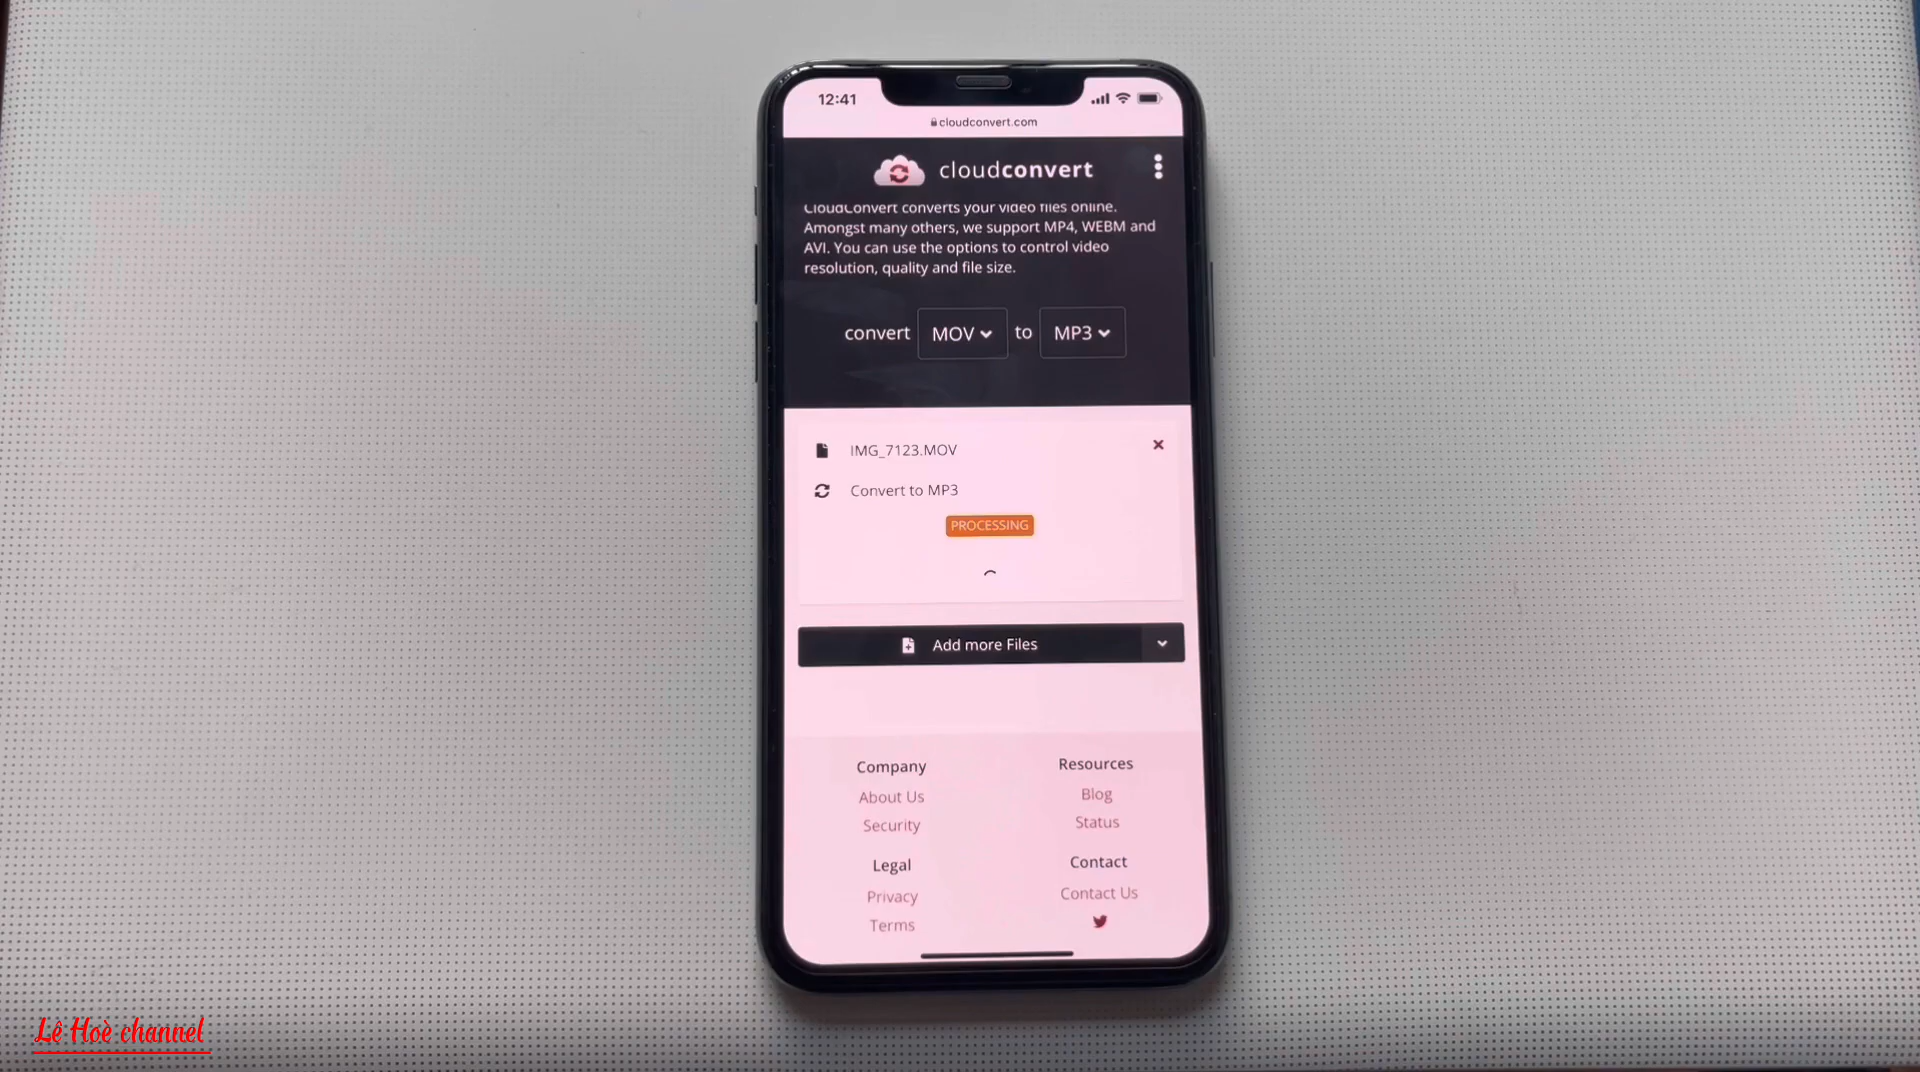 12:41
cloudconvert.com
cloudconvert
CloudConvert converts your video files online.
Amongst many others, we support MP4, WEBM and
AVI. You can use the options to control video
resolution, quality and file size.
convert MOV to MP3
IMG_7123.MOV
Convert to MP3
PROCESSING
Add more Files
Company
About Us
Security
Legal
Privacy
Terms
Resources
Blog
Status
Contact
Contact Us
Lê Hoè channel